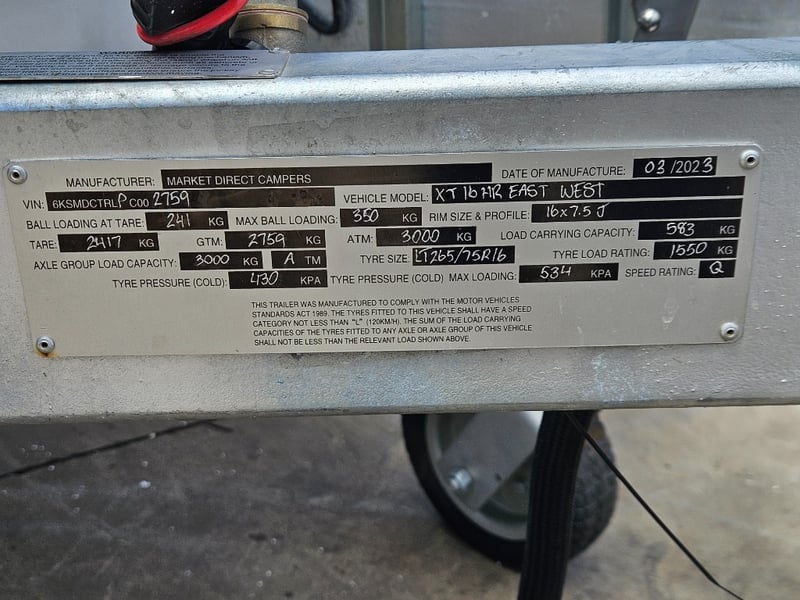 MANUFACTURER: MARKET DIRECT CAMPERS DATE OF MANUFACTURE: 03/2023
VIN: 6KSMDCTRLPC002759 VEHICLE MODEL: XT 16HR EAST WEST
BALL LOADING AT TARE: 241 KG MAX BALL LOADING: 350 KG RIM SIZE & PROFILE: 16x7.5 J
TARE: 2417 KG GTM: 2759 KG ATM: 3000 KG LOAD CARRYING CAPACITY: 583 KG
AXLE GROUP LOAD CAPACITY: 3000 KG A TM TYRE SIZE: LT265/75R16 TYRE LOAD RATING: 1550 KG
TYRE PRESSURE (COLD): 430 KPA TYRE PRESSURE (COLD) MAX LOADING: 534 KPA SPEED RATING: Q
THIS TRAILER WAS MANUFACTURED TO COMPLY WITH THE MOTOR VEHICLES
STANDARDS ACT 1989. THE TYRES FITTED TO THIS VEHICLE SHALL HAVE A SPEED
CATEGORY NOT LESS THAN "L" (120KM/H). THE SUM OF THE LOAD CARRYING
CAPACITIES OF THE TYRES FITTED TO ANY AXLE OR AXLE GROUP OF THIS VEHICLE
SHALL NOT BE LESS THAN THE RELEVANT LOAD SHOWN ABOVE.